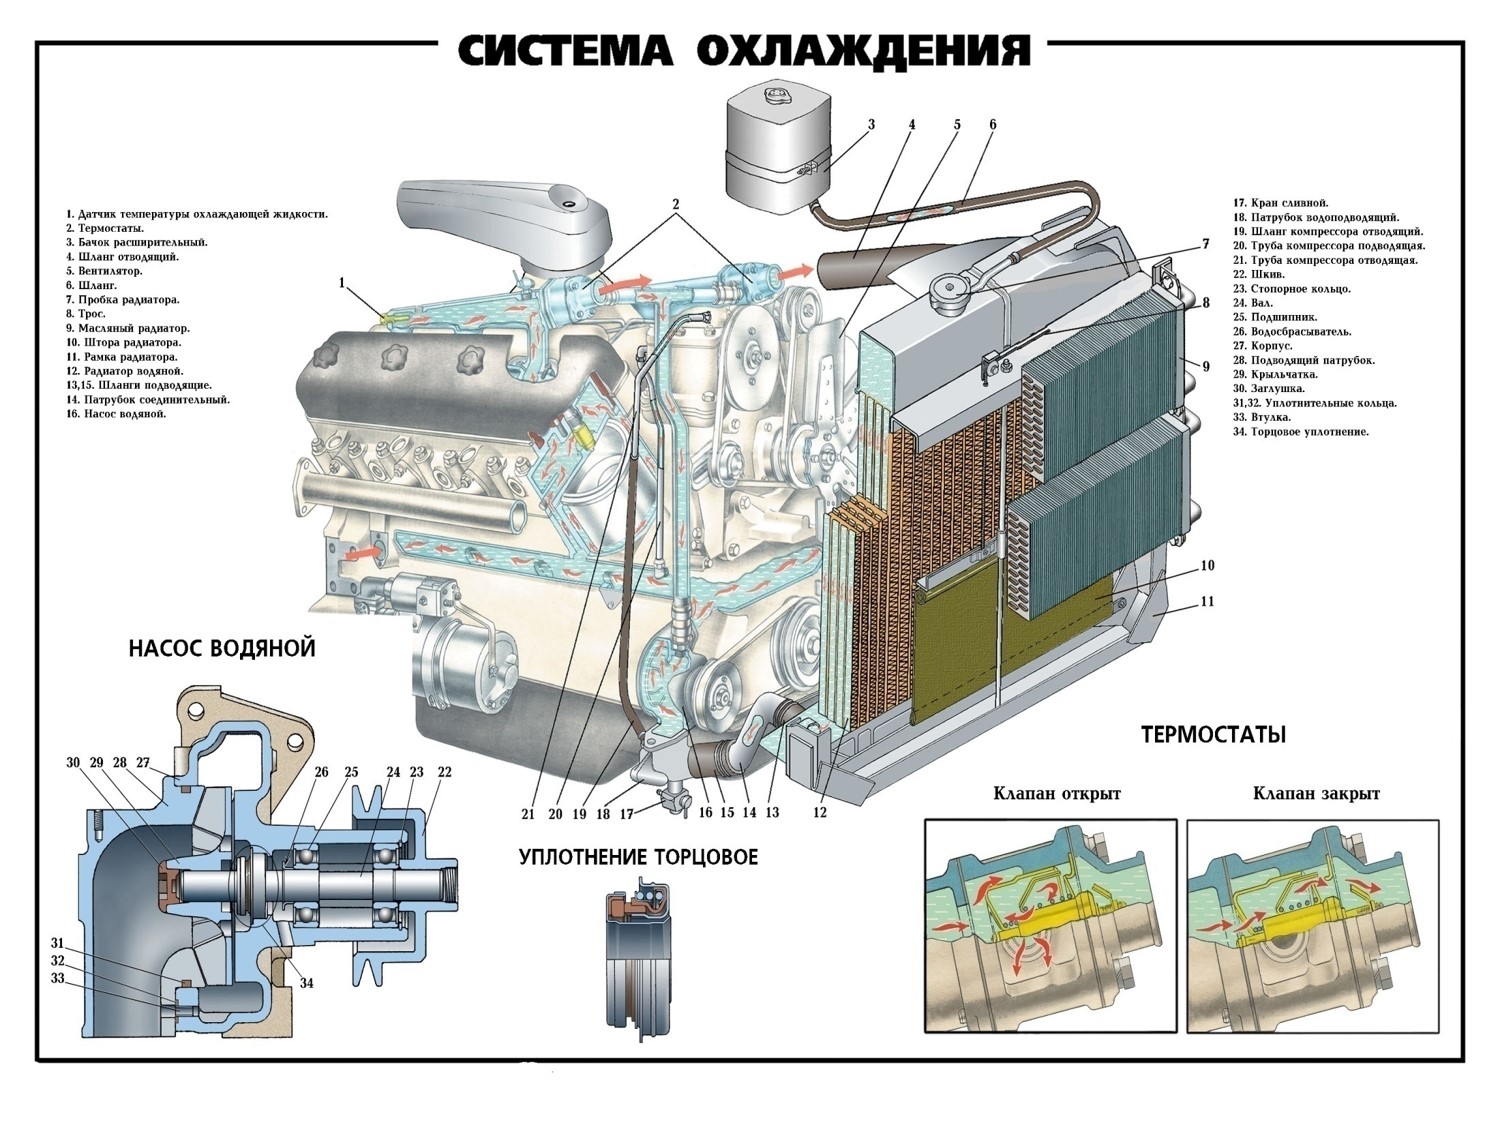 СИСТЕМА ОХЛАЖДЕНИЯ
3
4
5
6
1. Датчик температуры охлаждающей жидкости.
2. Термостаты.
3. Бачок расширительный.
4. Шланг отводящий.
5. Вентилятор.
6. Шланг.
7. Пробка радиатора.
8. Трос.
9. Масляный радиатор.
10. Штора радиатора.
11. Рамка радиатора.
12. Радиатор водяной.
13,15. Шланги подводящие.
14. Патрубок соединительный.
16. Насос водяной.
17. Кран сливной.
18. Патрубок водоподводящий.
19. Шланг компрессора отводящий.
20. Труба компрессора подводящая.
21. Труба компрессора отводящая.
22. Шкив.
23. Стопорное кольцо.
24. Вал.
25. Подшипник.
26. Водосбрасыватель.
27. Корпус.
28. Подводящий патрубок.
29. Крыльчатка.
30. Заглушка.
31,32. Уплотнительные кольца.
33. Втулка.
34. Торцовое уплотнение.
2
1
7
8
9
10
11
21 20 19 18 17 16 15 14 13 12
НАСОС ВОДЯНОЙ
30 29 28 27 26 25 24 23 22
31
32
33
34
УПЛОТНЕНИЕ ТОРЦОВОЕ
ТЕРМОСТАТЫ
Клапан открыт
Клапан закрыт